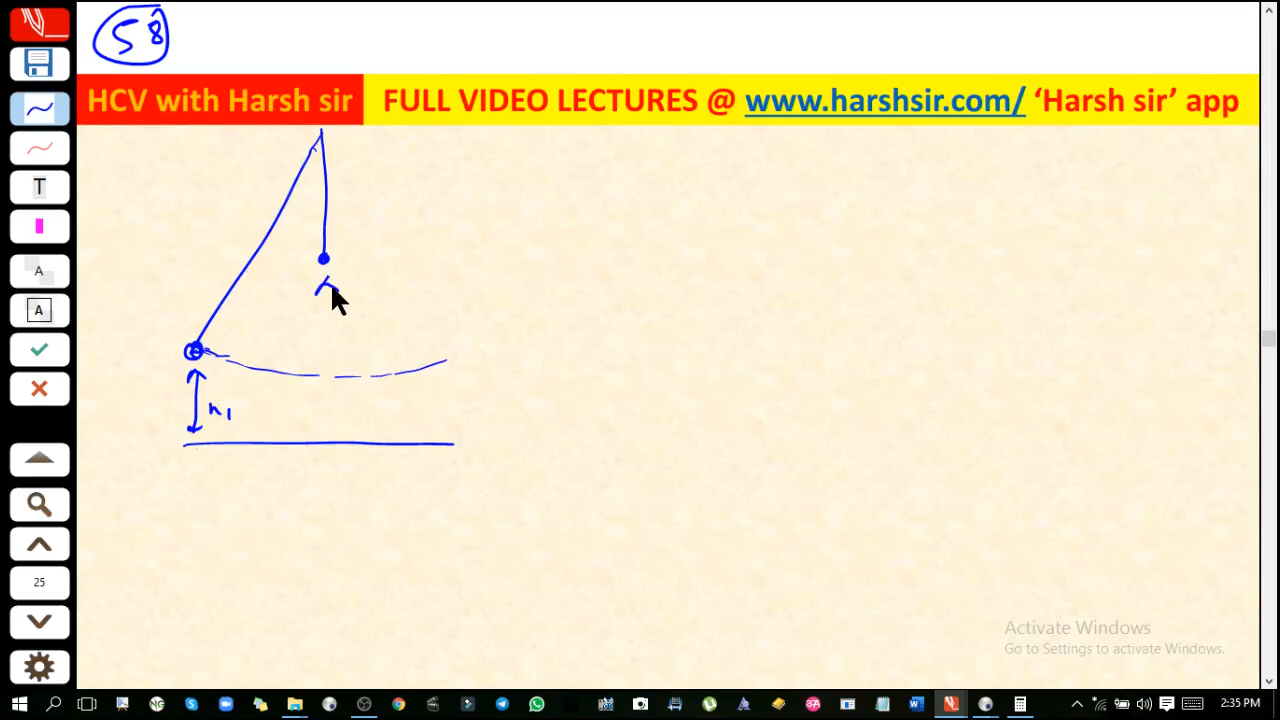 58
HCV with Harsh sir FULL VIDEO LECTURES @ www.harshsir.com/ ‘Harsh sir’ app
T
A
A
h1
25
Activate Windows
Go to Settings to activate Windows.
2:35 PM